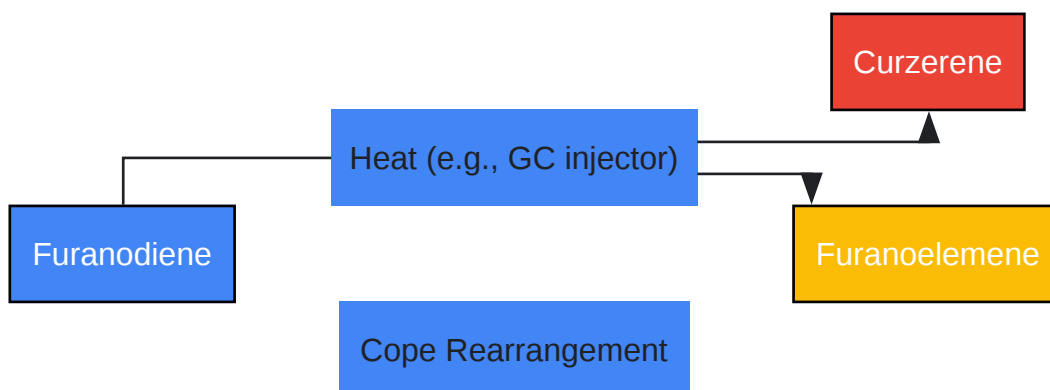 Curzerene
Heat (e.g., GC injector)
Furanodiene
Furanoelemene
Cope Rearrangement